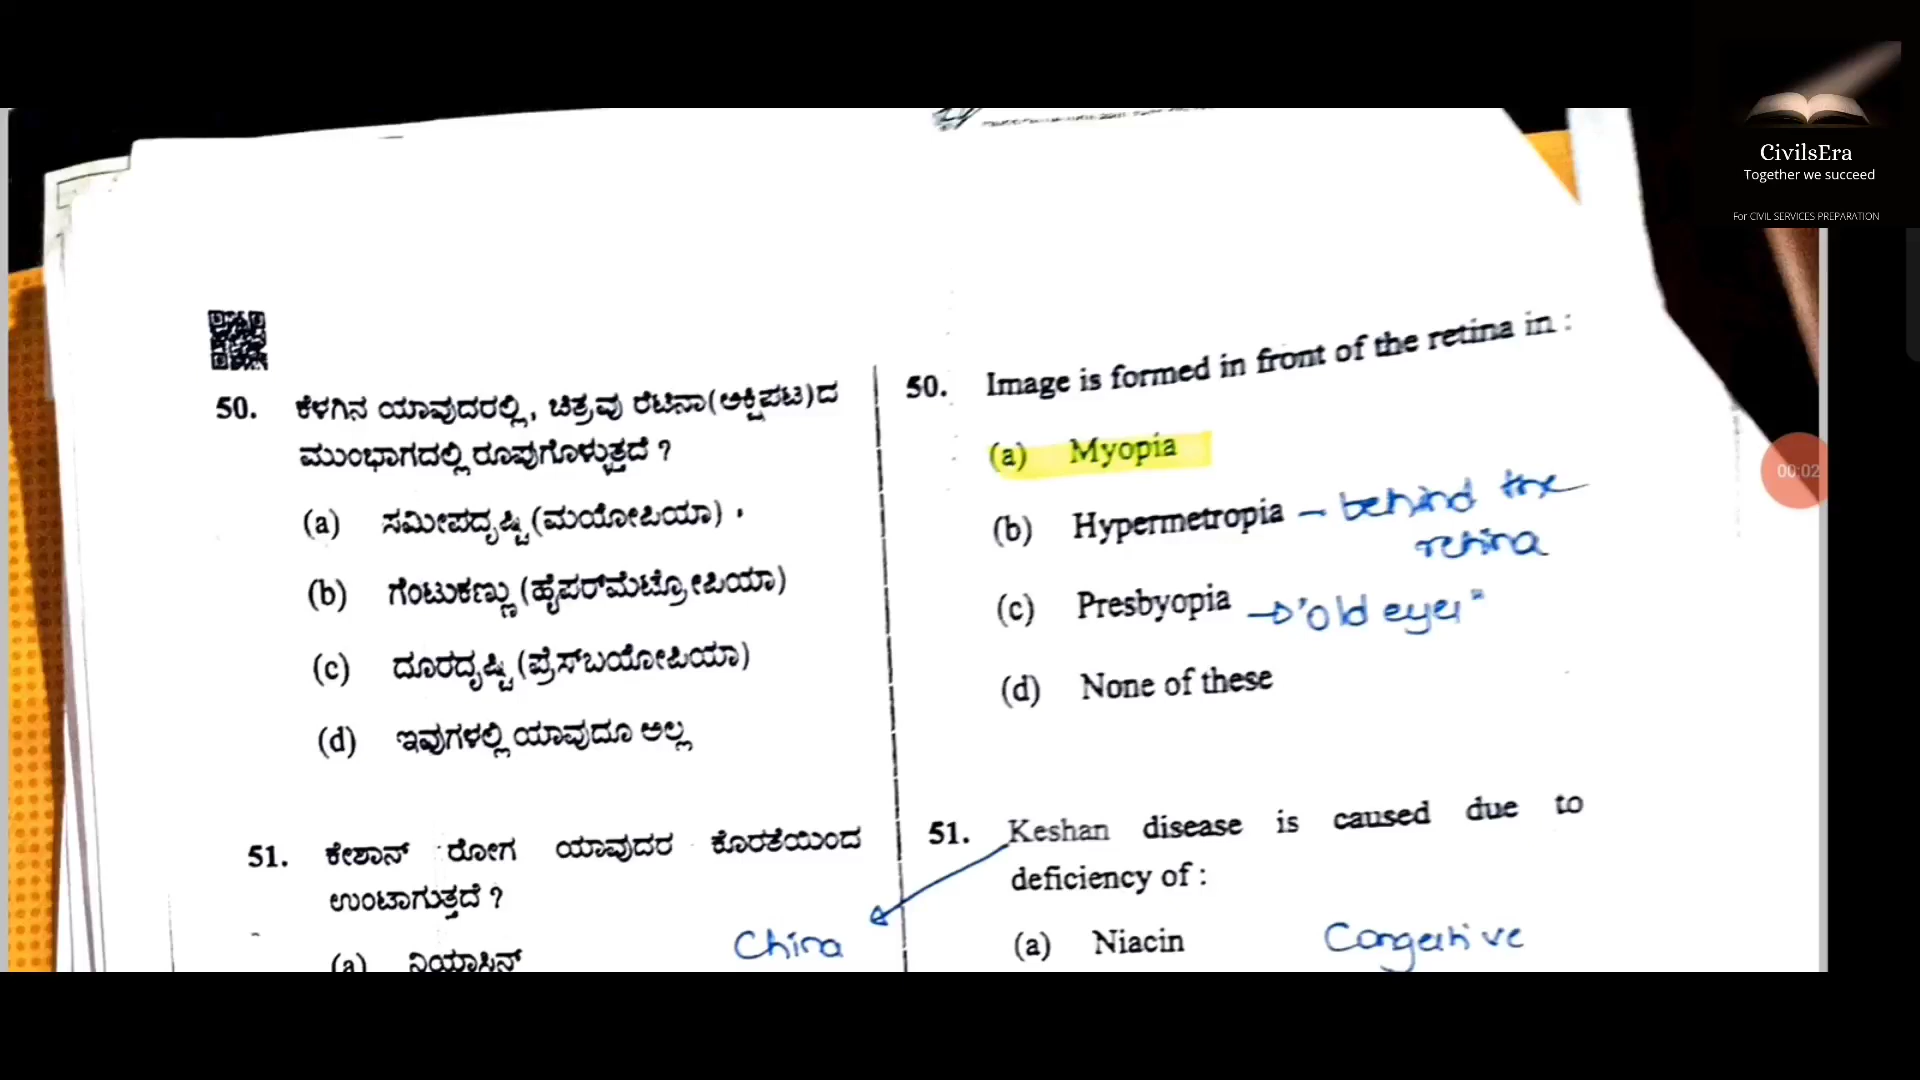 CivilsEra
Together we succeed
For CIVIL SERVICES PREPARATION
00:02
50. ಕೆಳಗಿನ ಯಾವುದರಲ್ಲಿ, ಚಿತ್ರವು ರೆಟಿನಾ(ಅಕ್ಷಿಪಟ)ದ
ಮುಂಭಾಗದಲ್ಲಿ ರೂಪುಗೊಳ್ಳುತ್ತದೆ ?
(a) ಸಮೀಪದೃಷ್ಟಿ (ಮಯೋಪಿಯಾ)
(b) ಗೆಂಟುಕಣ್ಣು (ಹೈಪರ್‌ಮೆಟ್ರೋಪಿಯಾ)
(c) ದೂರದೃಷ್ಟಿ (ಪ್ರೆಸ್‌ಬಯೋಪಿಯಾ)
(d) ಇವುಗಳಲ್ಲಿ ಯಾವುದೂ ಅಲ್ಲ
51. ಕೇಶಾನ್ ರೋಗ ಯಾವುದರ ಕೊರತೆಯಿಂದ
ಉಂಟಾಗುತ್ತದೆ ?
China
(a) ನಿಯಾಸಿನ್
50. Image is formed in front of the retina in :
(a) Myopia
(b) Hypermetropia - behind the
retina
(c) Presbyopia → "old eyes"
(d) None of these
51. Keshan disease is caused due to
deficiency of :
(a) Niacin Congestive